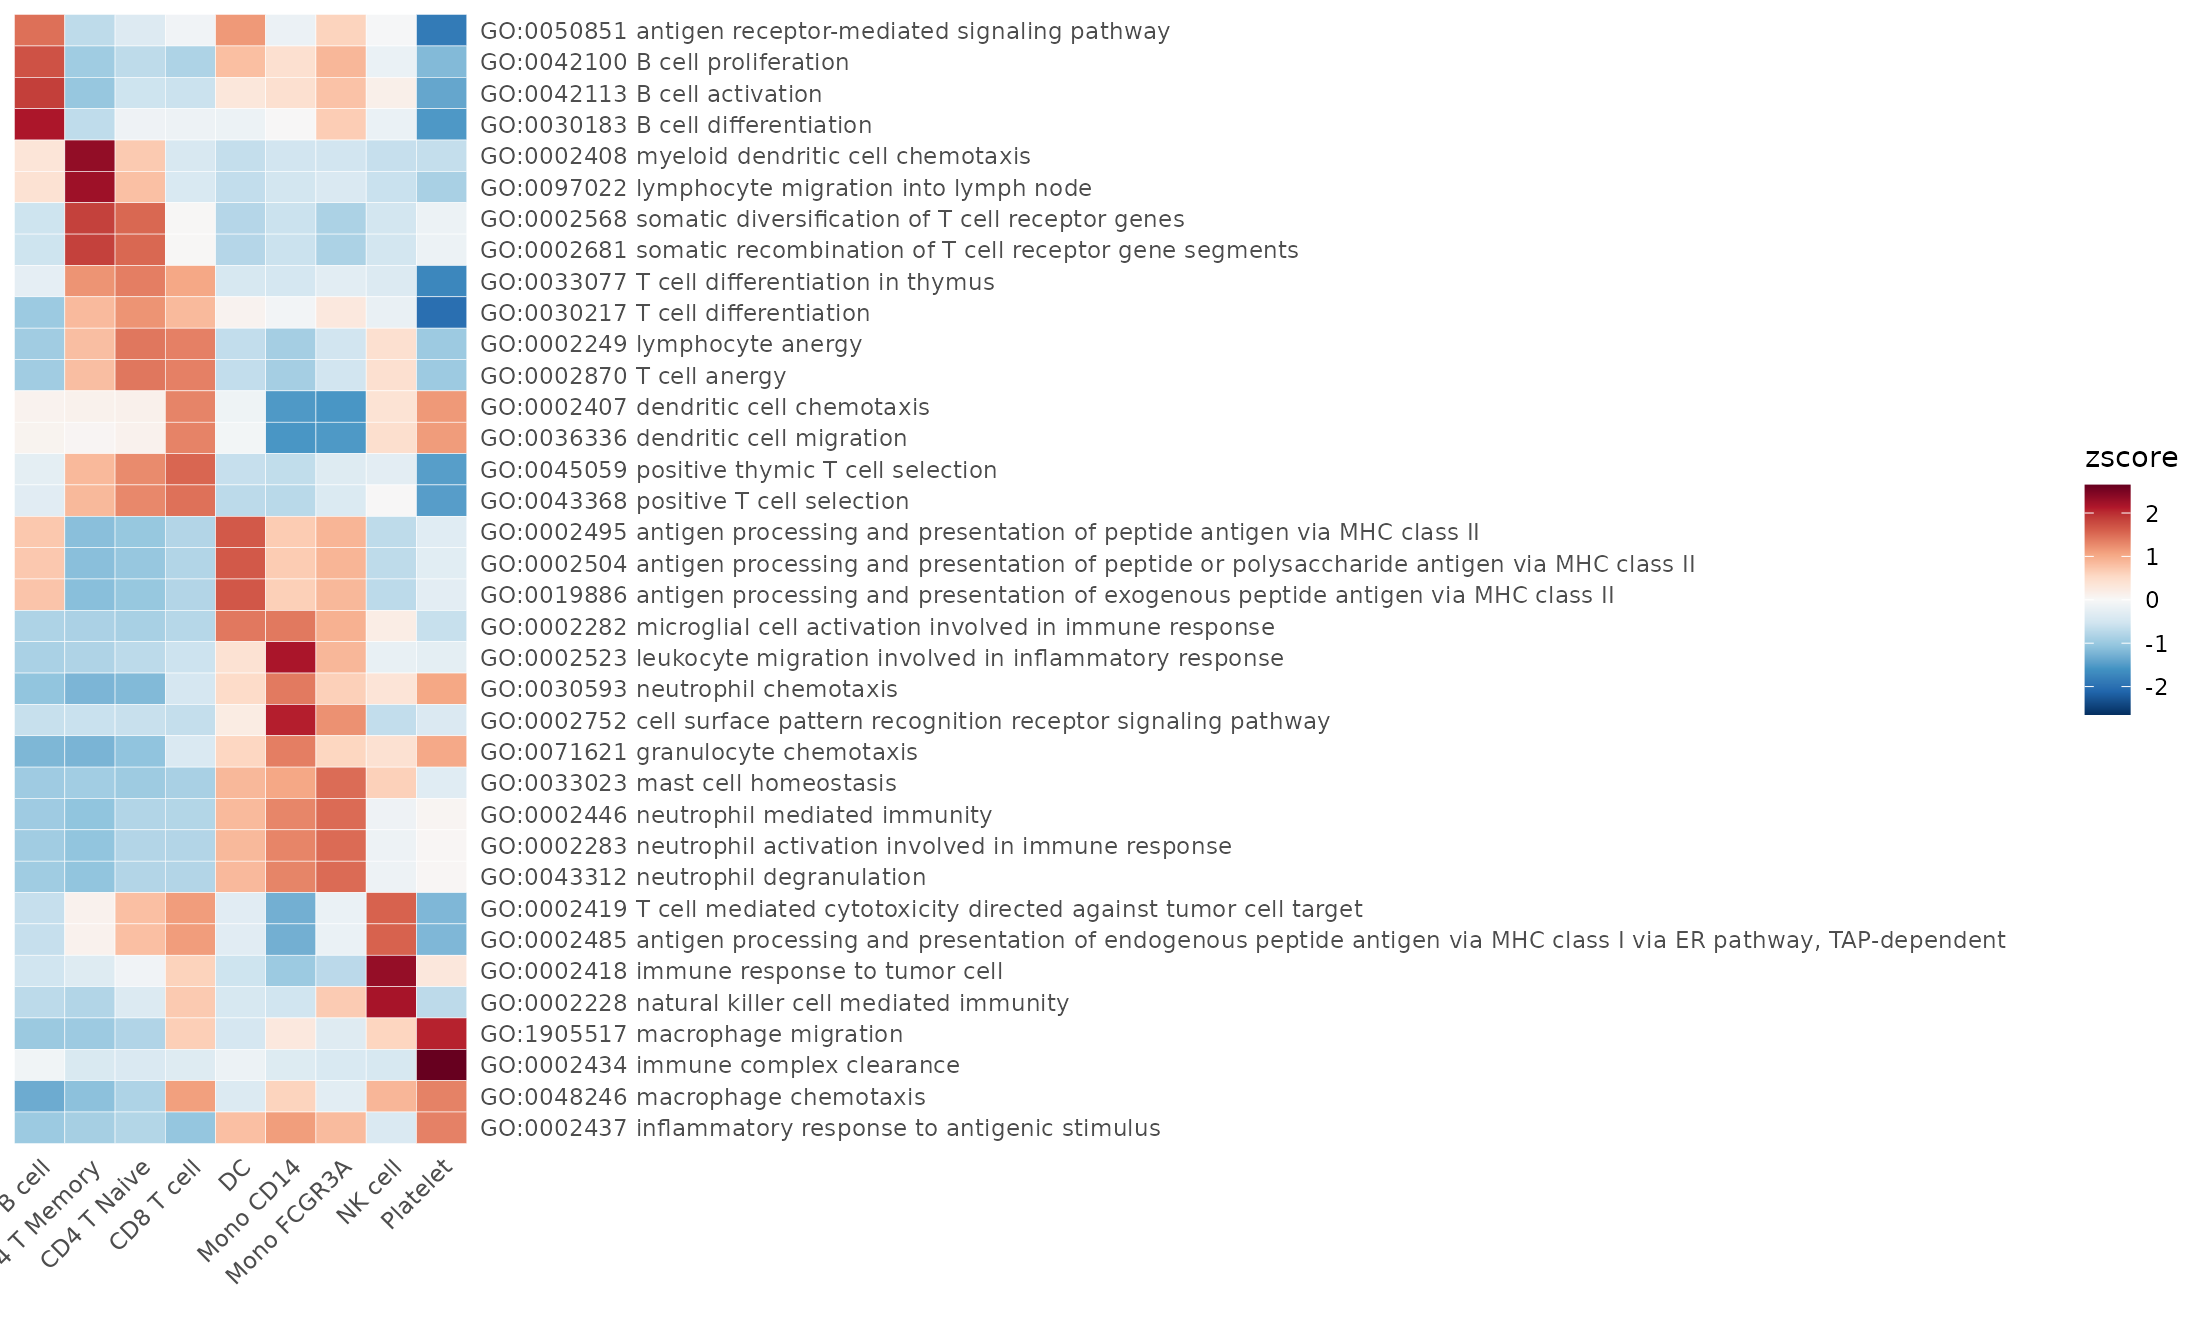 GO:0050851 antigen receptor-mediated signaling pathway
GO:0042100 B cell proliferation
GO:0042113 B cell activation
GO:0030183 B cell differentiation
GO:0002408 myeloid dendritic cell chemotaxis
GO:0097022 lymphocyte migration into lymph node
GO:0002568 somatic diversification of T cell receptor genes
GO:0002681 somatic recombination of T cell receptor gene segments
GO:0033077 T cell differentiation in thymus
GO:0030217 T cell differentiation
GO:0002249 lymphocyte anergy
GO:0002870 T cell anergy
GO:0002407 dendritic cell chemotaxis
GO:0036336 dendritic cell migration
GO:0045059 positive thymic T cell selection
GO:0043368 positive T cell selection
GO:0002495 antigen processing and presentation of peptide antigen via MHC class II
GO:0002504 antigen processing and presentation of peptide or polysaccharide antigen via MHC class II
GO:0019886 antigen processing and presentation of exogenous peptide antigen via MHC class II
GO:0002282 microglial cell activation involved in immune response
GO:0002523 leukocyte migration involved in inflammatory response
GO:0030593 neutrophil chemotaxis
GO:0002752 cell surface pattern recognition receptor signaling pathway
GO:0071621 granulocyte chemotaxis
GO:0033023 mast cell homeostasis
GO:0002446 neutrophil mediated immunity
GO:0002283 neutrophil activation involved in immune response
GO:0043312 neutrophil degranulation
GO:0002419 T cell mediated cytotoxicity directed against tumor cell target
GO:0002485 antigen processing and presentation of endogenous peptide antigen via MHC class I via ER pathway, TAP-dependent
GO:0002418 immune response to tumor cell
GO:0002228 natural killer cell mediated immunity
GO:1905517 macrophage migration
GO:0002434 immune complex clearance
GO:0048246 macrophage chemotaxis
GO:0002437 inflammatory response to antigenic stimulus
B cell
4 T Memory
CD4 T Naive
CD8 T cell
DC
Mono CD14
Mono FCGR3A
NK cell
Platelet
zscore
2
1
0
-1
-2